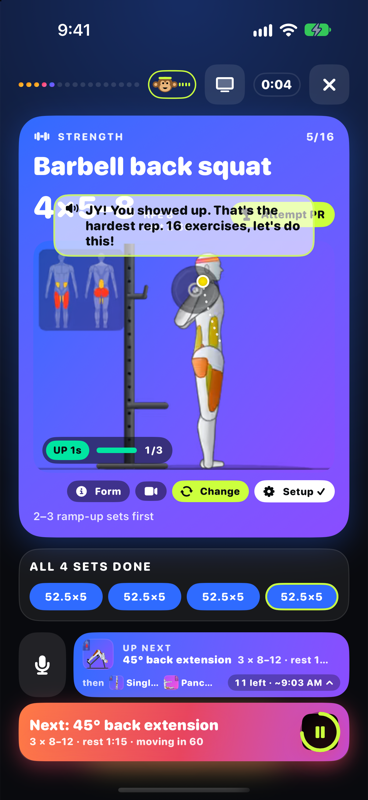 9:41
0:04
STRENGTH
5/16
Barbell back squat
Attempt PR
JY! You showed up. That's the
hardest rep. 16 exercises, let's do
this!
UP 1s
1/3
Form
Change
Setup ✓
2–3 ramp-up sets first
ALL 4 SETS DONE
52.5×5
52.5×5
52.5×5
52.5×5
UP NEXT
45° back extension 3 × 8–12 · rest 1...
then
Singl...
Panc...
11 left · ~9:03 AM
Next: 45° back extension
3 × 8–12 · rest 1:15 · moving in 60